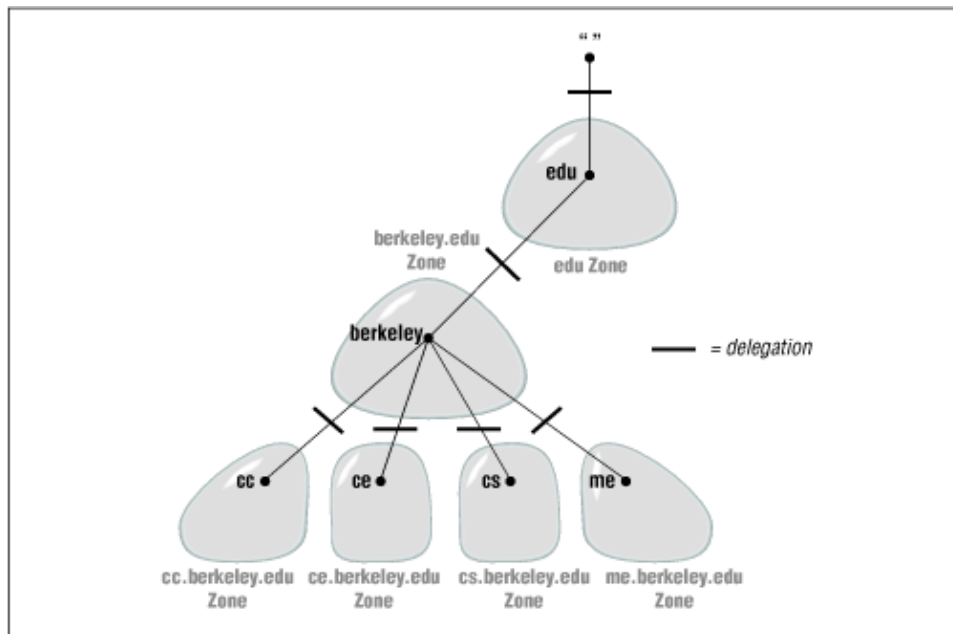 “ ”
edu
berkeley.edu
Zone
edu Zone
berkeley
= delegation
cc
ce
cs
me
cc.berkeley.edu
Zone
ce.berkeley.edu
Zone
cs.berkeley.edu
Zone
me.berkeley.edu
Zone